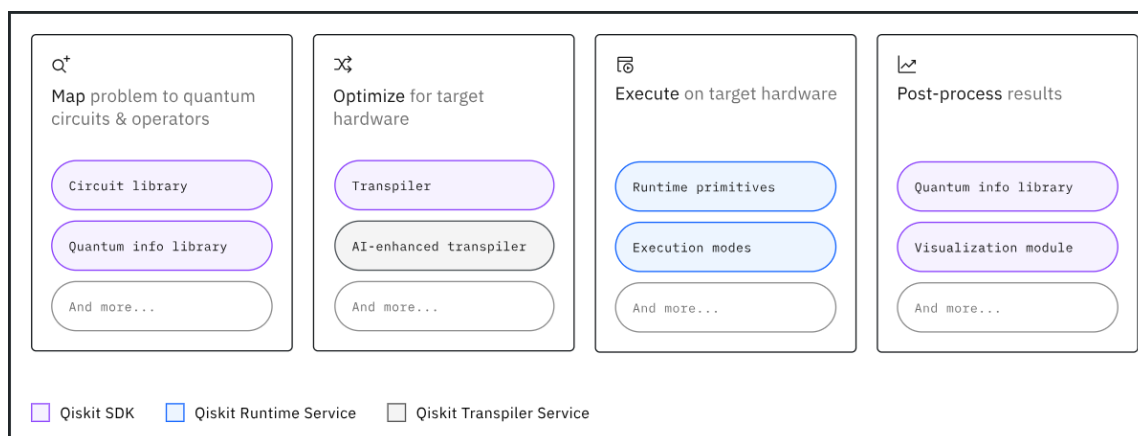 Map problem to quantum
circuits & operators
Circuit library
Quantum info library
And more...
Optimize for target
hardware
Transpiler
AI-enhanced transpiler
And more...
Execute on target hardware
Runtime primitives
Execution modes
And more...
Post-process results
Quantum info library
Visualization module
And more...
Qiskit SDK
Qiskit Runtime Service
Qiskit Transpiler Service